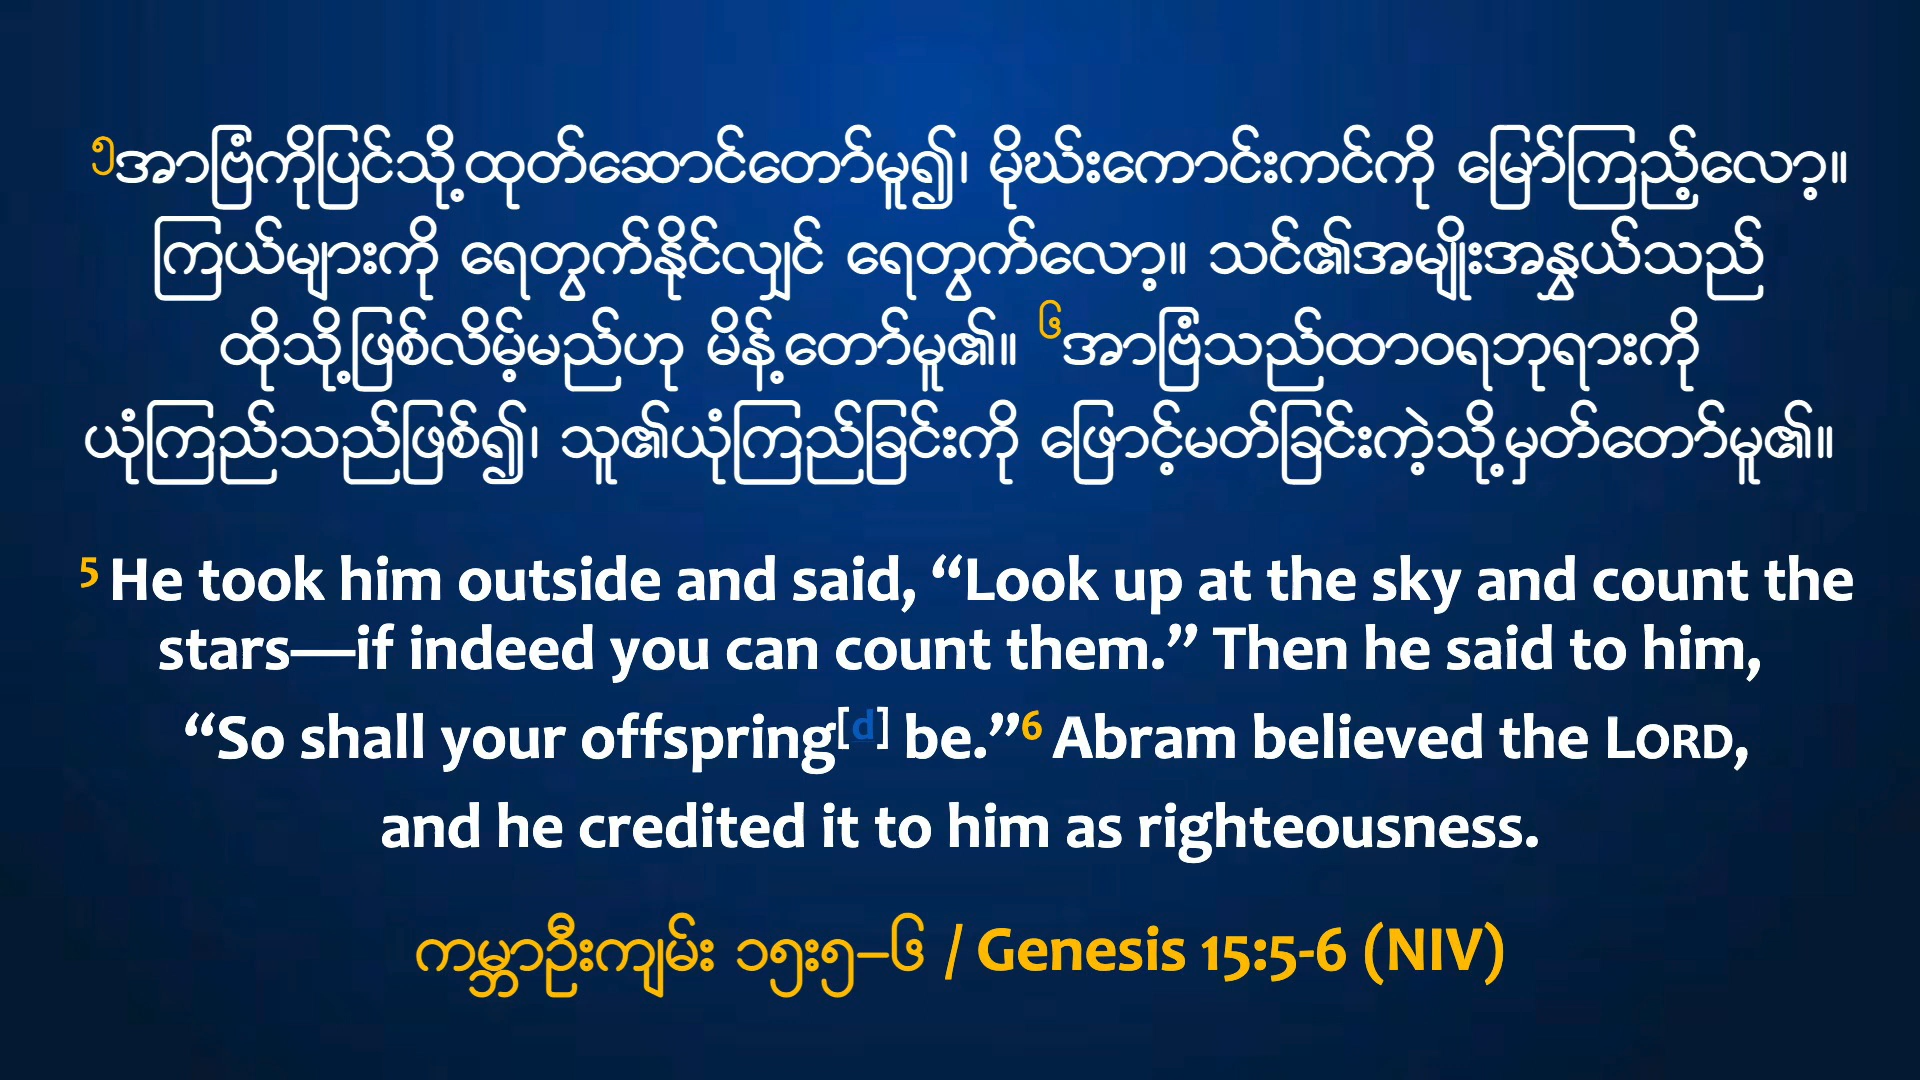 ၅အာဗြံကိုပြင်သို့ထုတ်ဆောင်တော်မူ၍၊ မိုဃ်းကောင်းကင်ကို မြော်ကြည့်လော့။
ကြယ်များကို ရေတွက်နိုင်လျှင် ရေတွက်လော့။ သင်၏အမျိုးအနွှယ်သည်
ထိုသို့ဖြစ်လိမ့်မည်ဟု မိန့်တော်မူ၏။ ၆အာဗြံသည်ထာဝရဘုရားကို
ယုံကြည်သည်ဖြစ်၍၊ သူ၏ယုံကြည်ခြင်းကို ဖြောင့်မတ်ခြင်းကဲ့သို့မှတ်တော်မူ၏။
5 He took him outside and said, “Look up at the sky and count the
stars—if indeed you can count them.” Then he said to him,
“So shall your offspring[d] be.”6 Abram believed the LORD,
and he credited it to him as righteousness.
ကမ္ဘာဦးကျမ်း ၁၅း၅–၆ / Genesis 15:5-6 (NIV)